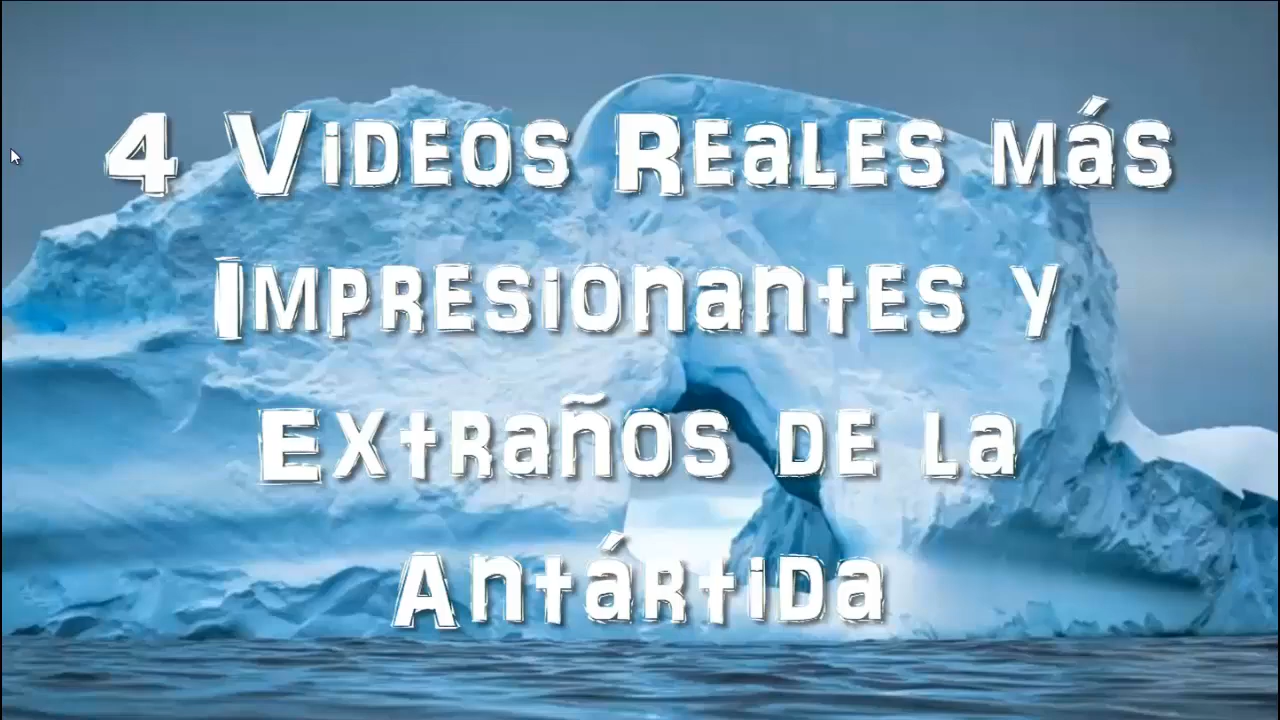 4 Videos Reales más
Impresionantes y
Extraños de la
Antártida